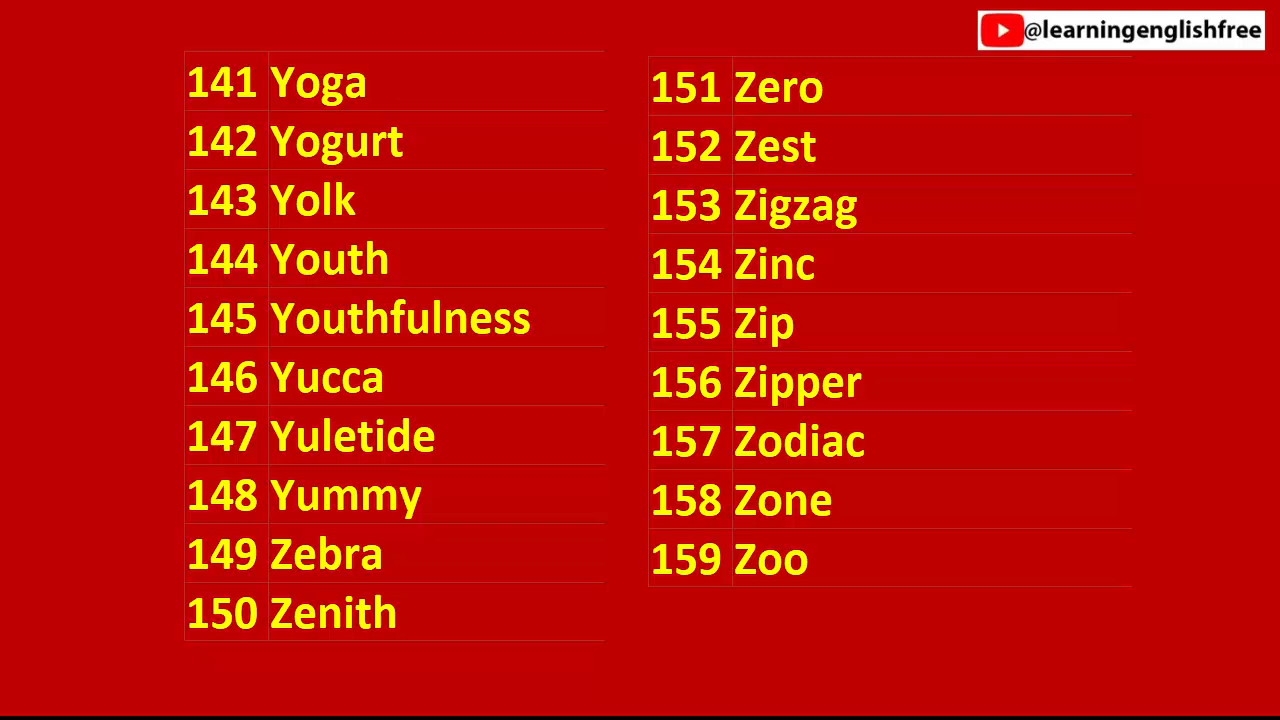 @learningenglishfree
141 Yoga
142 Yogurt
143 Yolk
144 Youth
145 Youthfulness
146 Yucca
147 Yuletide
148 Yummy
149 Zebra
150 Zenith
151 Zero
152 Zest
153 Zigzag
154 Zinc
155 Zip
156 Zipper
157 Zodiac
158 Zone
159 Zoo